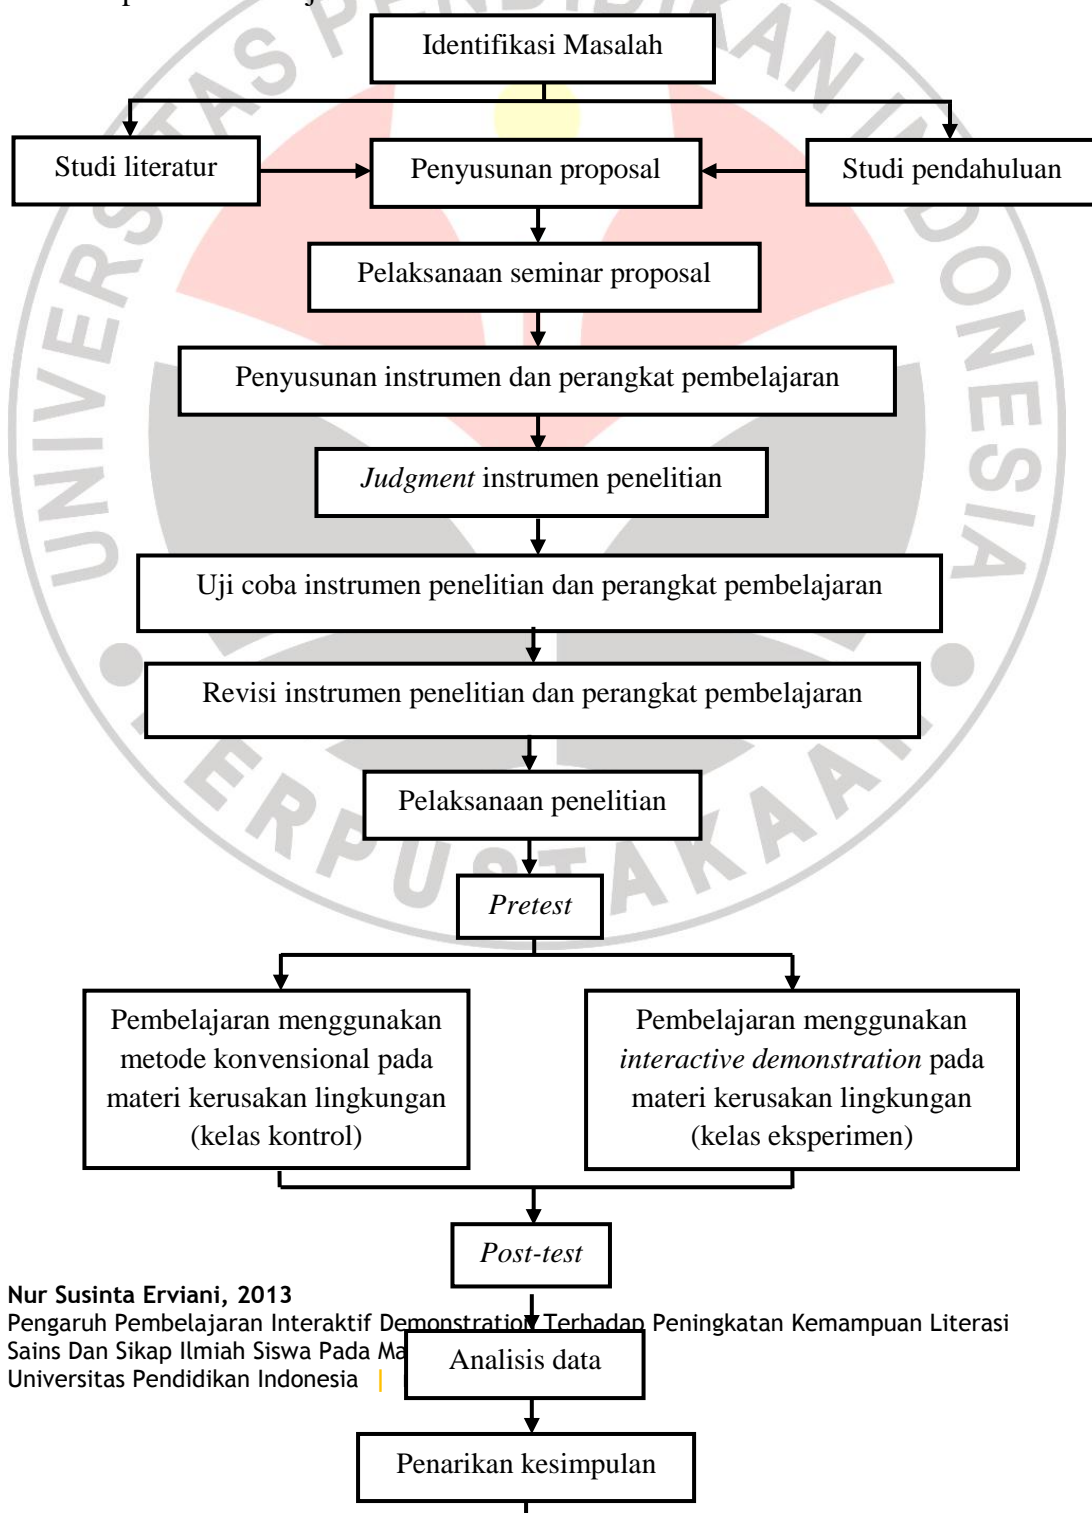 Identifikasi Masalah
Studi literatur
Penyusunan proposal
Studi pendahuluan
Pelaksanaan seminar proposal
Penyusunan instrumen dan perangkat pembelajaran
Judgment instrumen penelitian
Uji coba instrumen penelitian dan perangkat pembelajaran
Revisi instrumen penelitian dan perangkat pembelajaran
Pelaksanaan penelitian
Pretest
Pembelajaran menggunakan
metode konvensional pada
materi kerusakan lingkungan
(kelas kontrol)
Pembelajaran menggunakan
interactive demonstration pada
materi kerusakan lingkungan
(kelas eksperimen)
Post-test
Nur Susinta Erviani, 2013
Pengaruh Pembelajaran Interaktif Demonstration Terhadap Peningkatan Kemampuan Literasi
Sains Dan Sikap Ilmiah Siswa Pada Ma
Universitas Pendidikan Indonesia |
Analisis data
Penarikan kesimpulan
UNIVERSITAS PENDIDIKAN INDONESIA
PERPUSTAKAAN